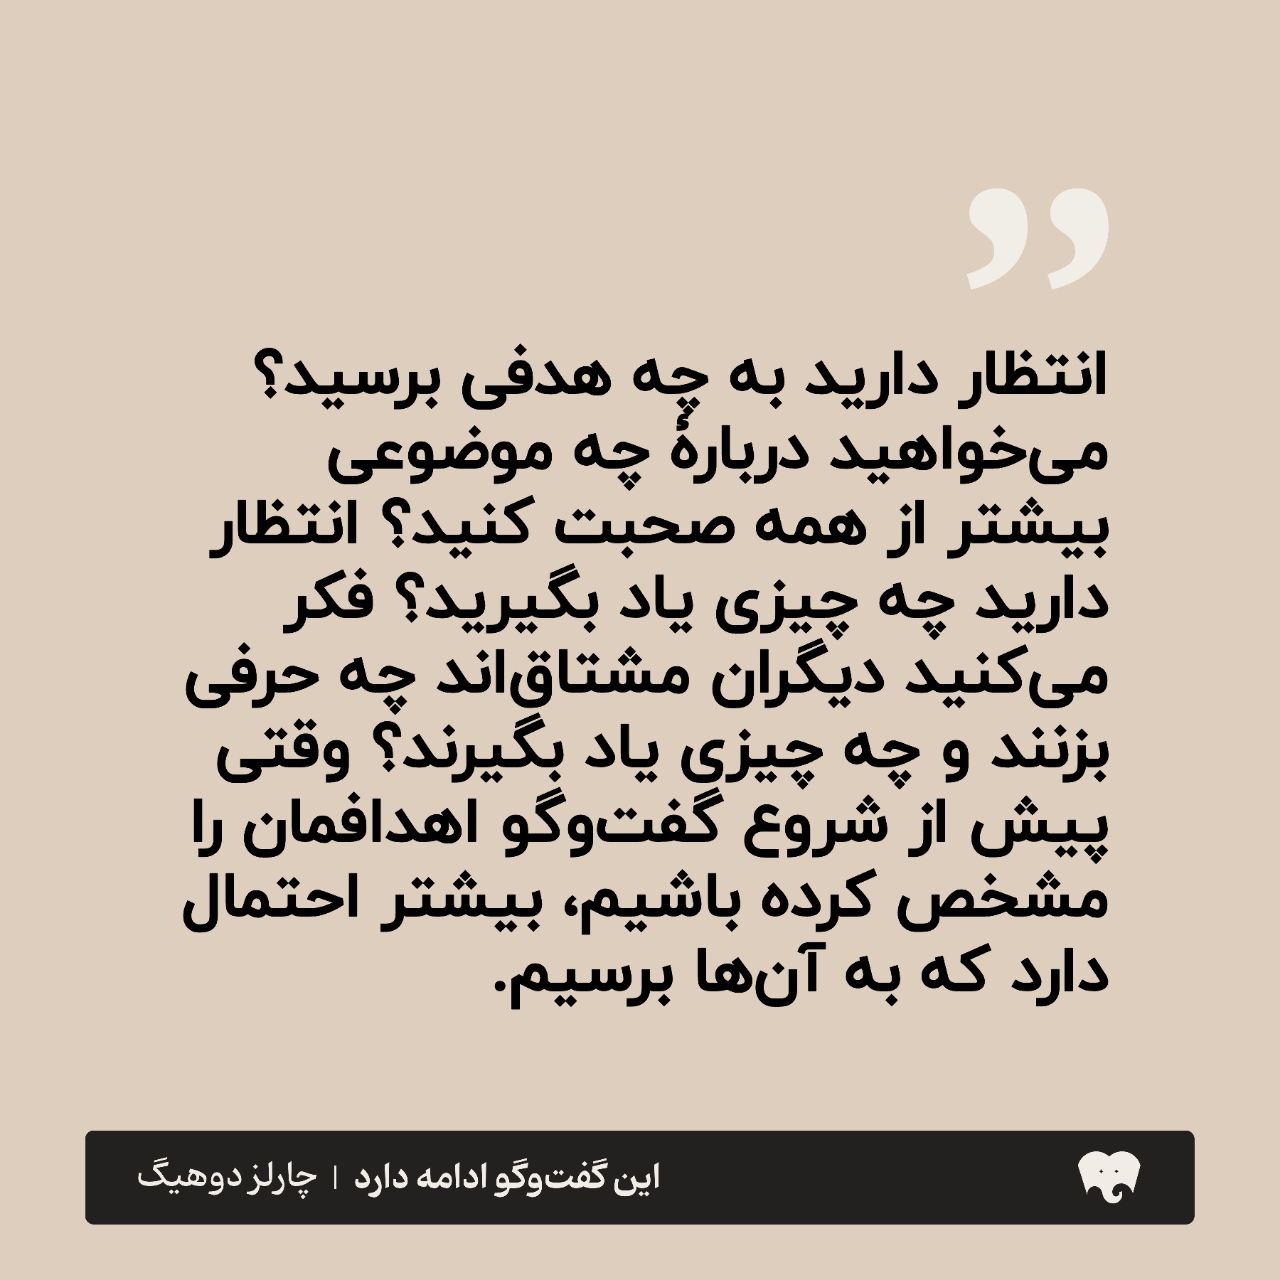 انتظار دارید به چه هدفی برسید؟
می‌خواهید دربارهٔ چه موضوعی
بیشتر از همه صحبت کنید؟ انتظار
دارید چه چیزی یاد بگیرید؟ فکر
می‌کنید دیگران مشتاق‌اند چه حرفی
بزنند و چه چیزی یاد بگیرند؟ وقتی
پیش از شروع گفت‌وگو اهدافمان را
مشخص کرده باشیم، بیشتر احتمال
دارد که به آن‌ها برسیم.
این گفت‌وگو ادامه دارد | چارلز دوهیگ